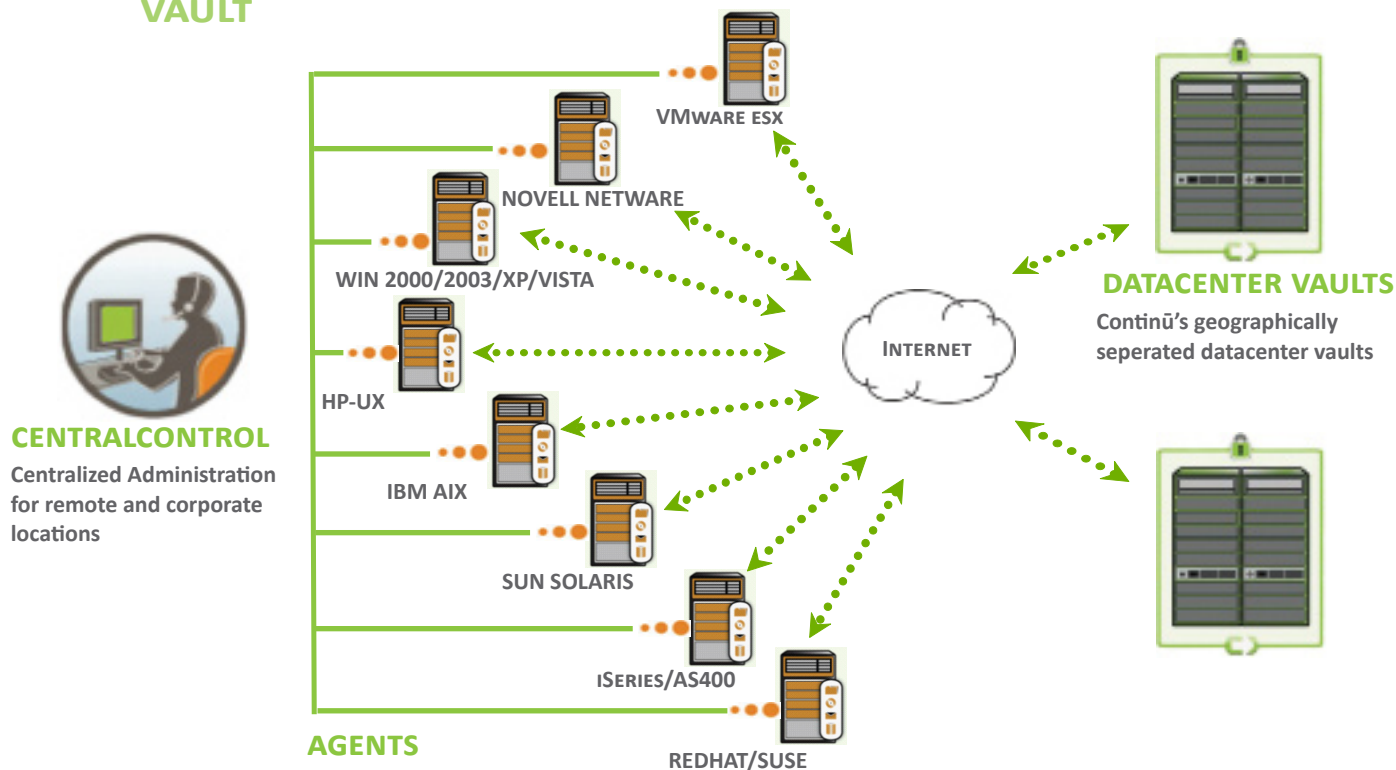 VAULT
VMWARE ESX
NOVELL NETWARE
WIN 2000/2003/XP/VISTA
HP-UX
IBM AIX
SUN SOLARIS
ISERIES/AS400
REDHAT/SUSE
AGENTS
CENTRALCONTROL
Centralized Administration
for remote and corporate
locations
INTERNET
DATACENTER VAULTS
Continū's geographically
seperated datacenter vaults